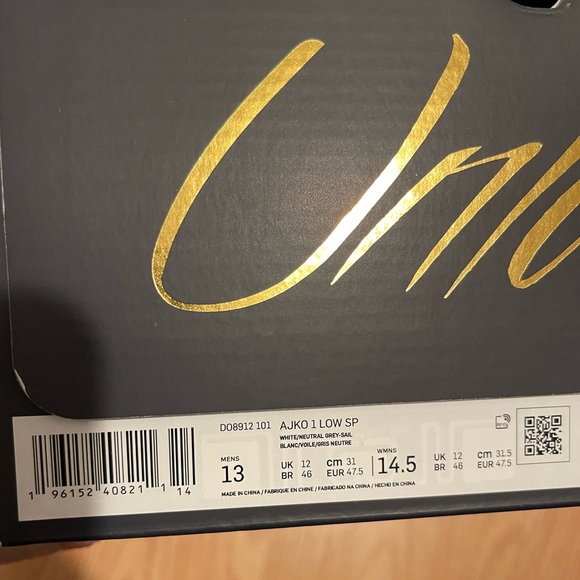 Un
DO8912 101 AJKO 1 LOW SP
WHITE/NEUTRAL GREY-SAIL
BLANC/VOILE/GRIS NEUTRE
MENS 13 UK 12 cm 31 BR 46 EUR 47.5 WMNS 14.5 UK 12 cm 31.5 BR 46 EUR 47.5
1 96152 40821 1 14
MADE IN CHINA / FABRIQUE EN CHINE / FABRICADO NA CHINA / HECHO EN CHINA